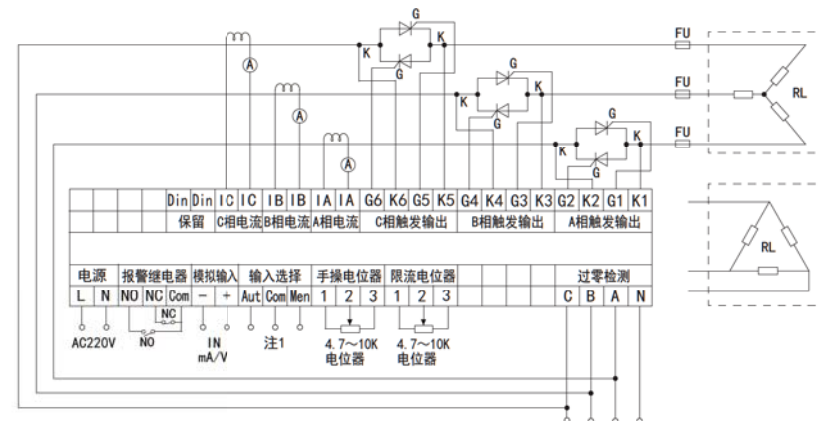 G
K
FU
G
G
K
FU
RL
K
G
G
K
FU
K
G
A
A
A
Din Din IC IC IB IB IA IA G6 K6 G5 K5 G4 K4 G3 K3 G2 K2 G1 K1
保留 C相电流 B相电流 A相电流 C相触发输出 B相触发输出 A相触发输出
RL
电源 报警继电器 模拟输入 输入选择 手操电位器 限流电位器 过零检测
L N NO NC Com - + Aut Com Men 1 2 3 1 2 3 C B A N
NC
AC220V NO IN 注1 4.7～10K 4.7～10K
mA/V 电位器 电位器